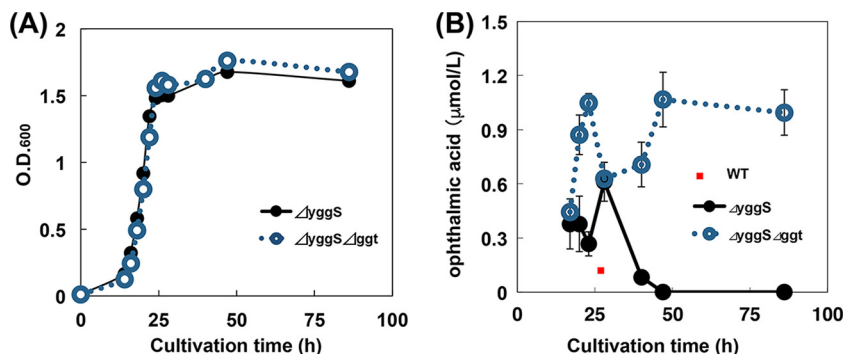 (A)
2
1.5
1
0.5
0
O.D.600
⊿yggS
⊿yggS⊿ggt
0
25
50
75
100
Cultivation time (h)
(B)
1.5
1.2
0.9
0.6
0.3
0
ophthalmic acid (μmol/L)
WT
⊿yggS
⊿yggS⊿ggt
0
25
50
75
100
Cultivation time (h)